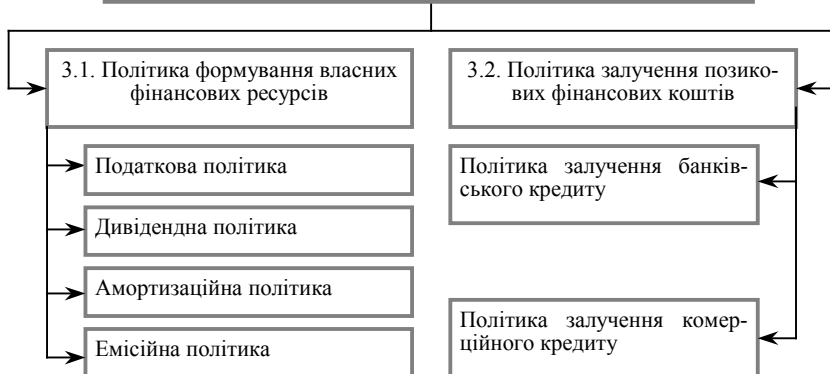 3.1. Політика формування власних
фінансових ресурсів
3.2. Політика залучення позико-
вих фінансових коштів
Податкова політика
Дивідендна політика
Амортизаційна політика
Емісійна політика
Політика залучення банків-
ського кредиту
Політика залучення комер-
ційного кредиту